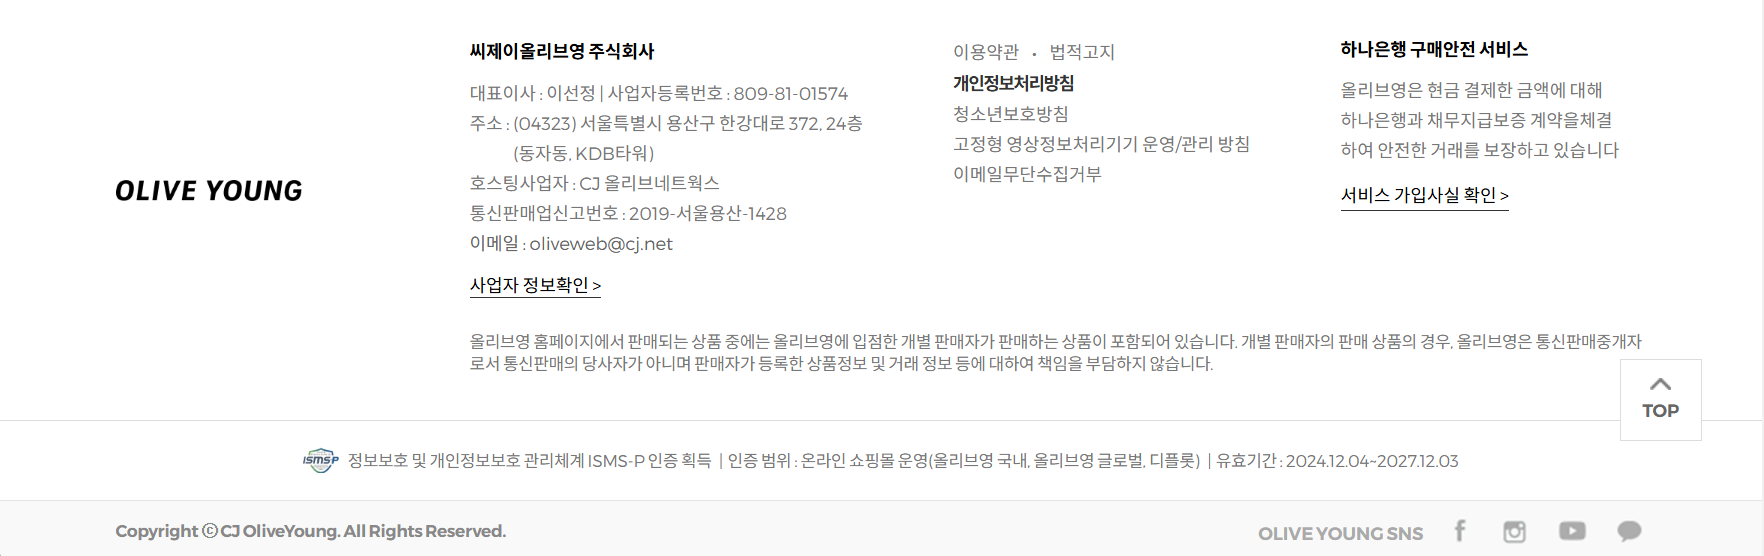 OLIVE YOUNG
씨제이올리브영 주식회사
대표이사 : 이선정 | 사업자등록번호 : 809-81-01574
주소 : (04323) 서울특별시 용산구 한강대로 372, 24층
(동자동, KDB타워)
호스팅사업자 : CJ 올리브네트웍스
통신판매업신고번호 : 2019-서울용산-1428
이메일 : oliveweb@cj.net
사업자 정보확인 >
이용약관 • 법적고지
개인정보처리방침
청소년보호방침
고정형 영상정보처리기기 운영/관리 방침
이메일무단수집거부
하나은행 구매안전 서비스
올리브영은 현금 결제한 금액에 대해
하나은행과 채무지급보증 계약을체결
하여 안전한 거래를 보장하고 있습니다
서비스 가입사실 확인 >
올리브영 홈페이지에서 판매되는 상품 중에는 올리브영에 입점한 개별 판매자가 판매하는 상품이 포함되어 있습니다. 개별 판매자의 판매 상품의 경우, 올리브영은 통신판매중개자
로서 통신판매의 당사자가 아니며 판매자가 등록한 상품정보 및 거래 정보 등에 대하여 책임을 부담하지 않습니다.
TOP
ISMS-P 정보보호 및 개인정보보호 관리체계 ISMS-P 인증 획득 | 인증 범위 : 온라인 쇼핑몰 운영(올리브영 국내, 올리브영 글로벌, 디플롯) | 유효기간 : 2024.12.04~2027.12.03
Copyright ⓒ CJ OliveYoung. All Rights Reserved.
OLIVE YOUNG SNS